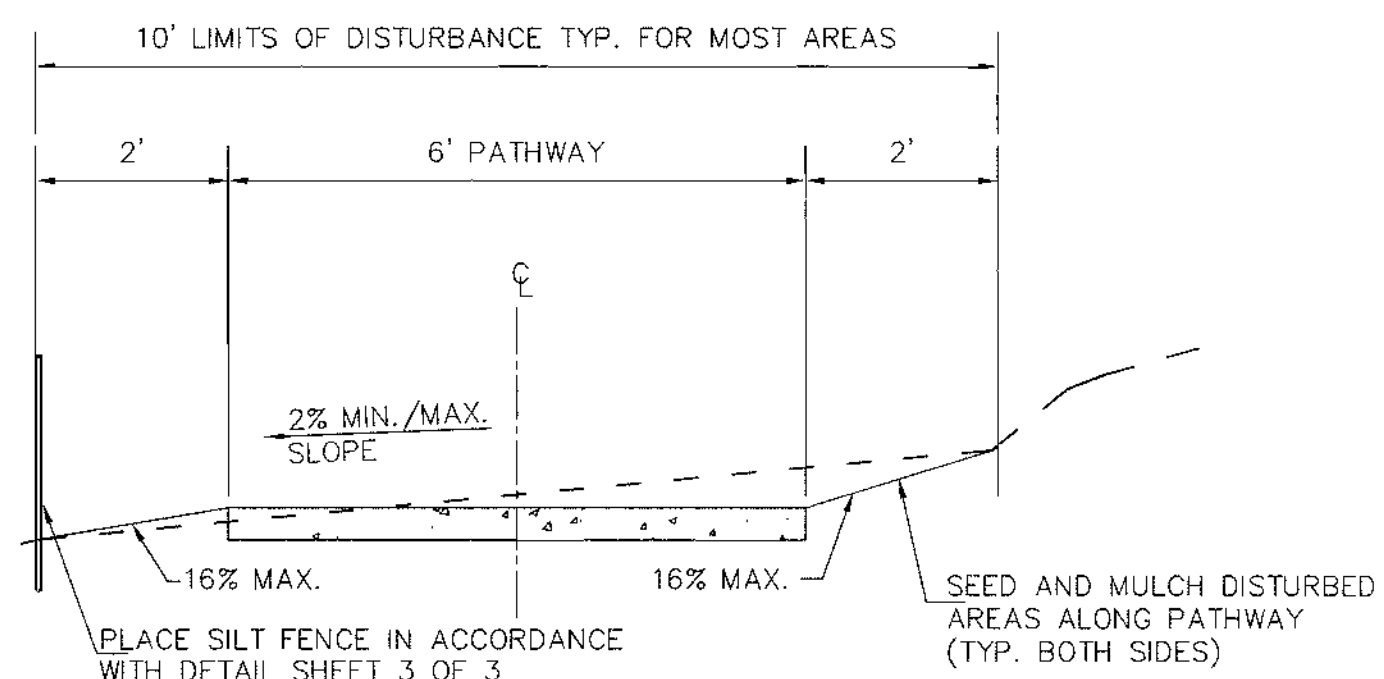 10' LIMITS OF DISTURBANCE TYP. FOR MOST AREAS
2'
6' PATHWAY
2'
℄
2% MIN./MAX.
SLOPE
16% MAX.
16% MAX.
SEED AND MULCH DISTURBED
AREAS ALONG PATHWAY
(TYP. BOTH SIDES)
PLACE SILT FENCE IN ACCORDANCE
WITH DETAIL SHEET 3 OF 3